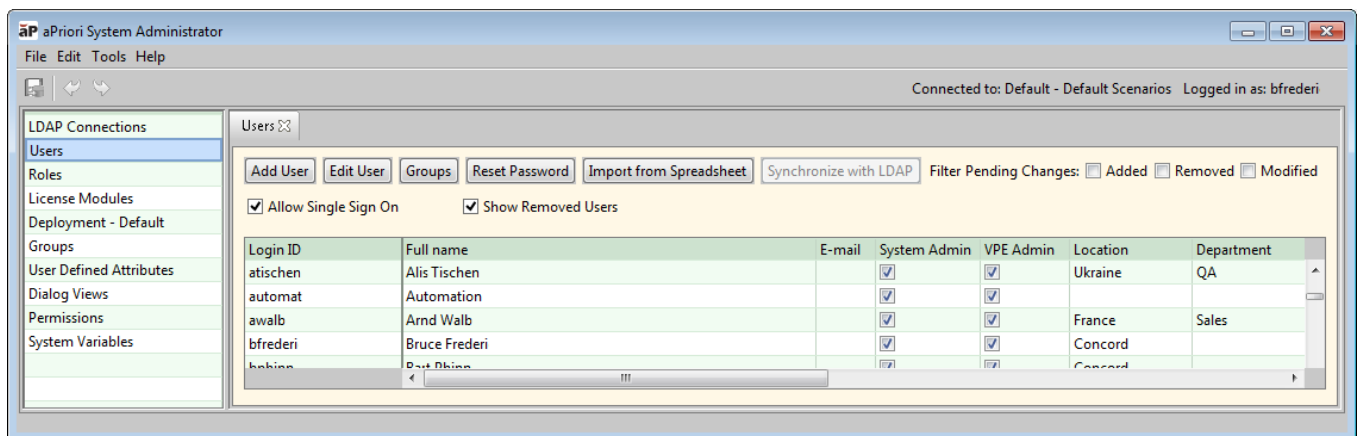 aP aPriori System Administrator
File Edit Tools Help
Connected to: Default - Default Scenarios Logged in as: bfrederi
LDAP Connections
Users
Roles
License Modules
Deployment - Default
Groups
User Defined Attributes
Dialog Views
Permissions
System Variables
Users
Add User Edit User Groups Reset Password Import from Spreadsheet Synchronize with LDAP Filter Pending Changes: Added Removed Modified
Allow Single Sign On Show Removed Users
Login ID Full name E-mail System Admin VPE Admin Location Department
atischen Alis Tischen Ukraine QA
automat Automation
awalb Arnd Walb France Sales
bfrederi Bruce Frederi Concord
Concord